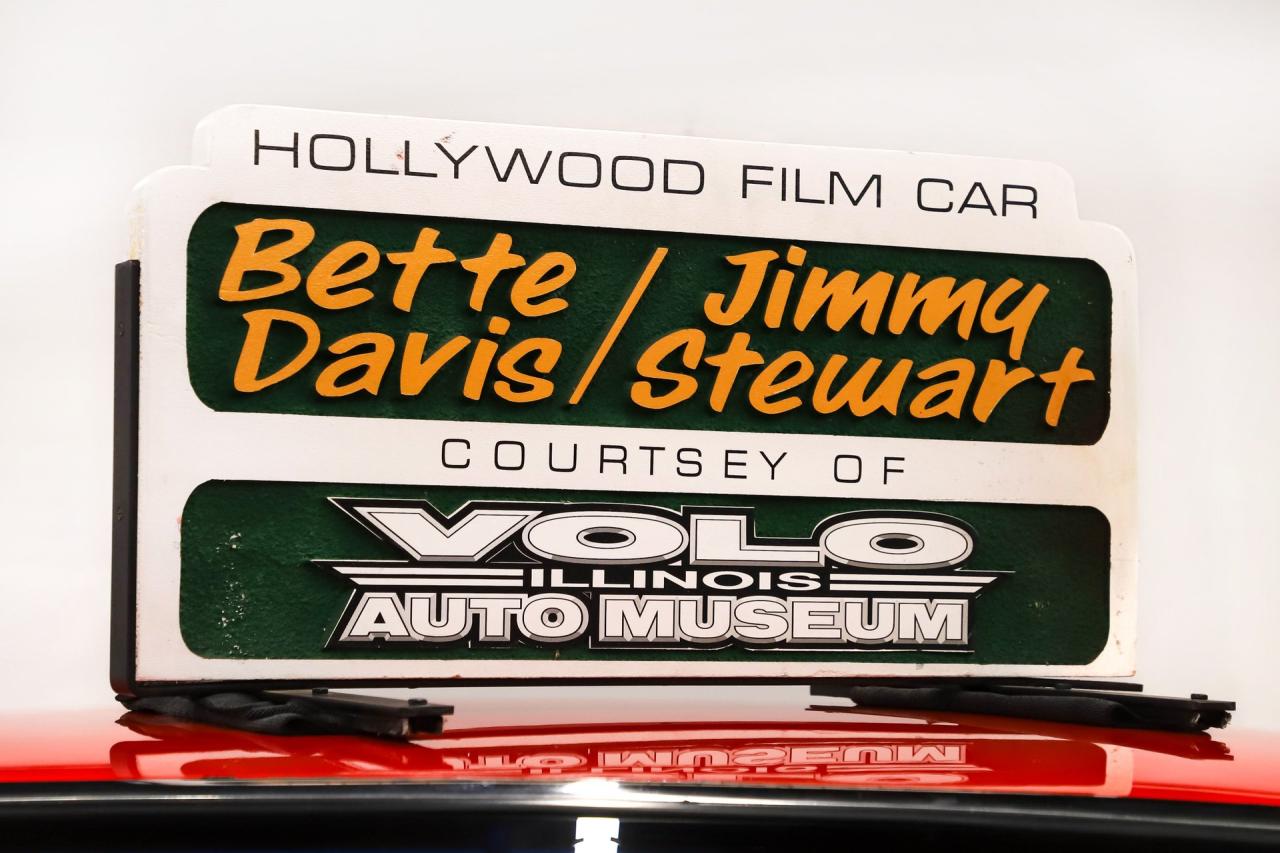 HOLLYWOOD FILM CAR
Bette / Jimmy
Davis / Stewart
COURTSEY OF
VOLO
ILLINOIS
AUTO MUSEUM